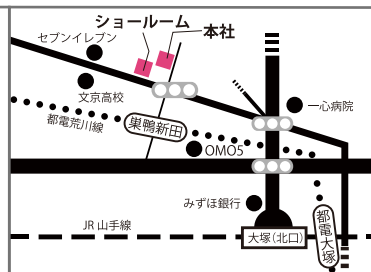 ショールーム
本社
セブンイレブン
文京高校
一心病院
都電荒川線
巣鴨新田
OMO5
みずほ銀行
都電大塚
大塚(北口)
JR 山手線